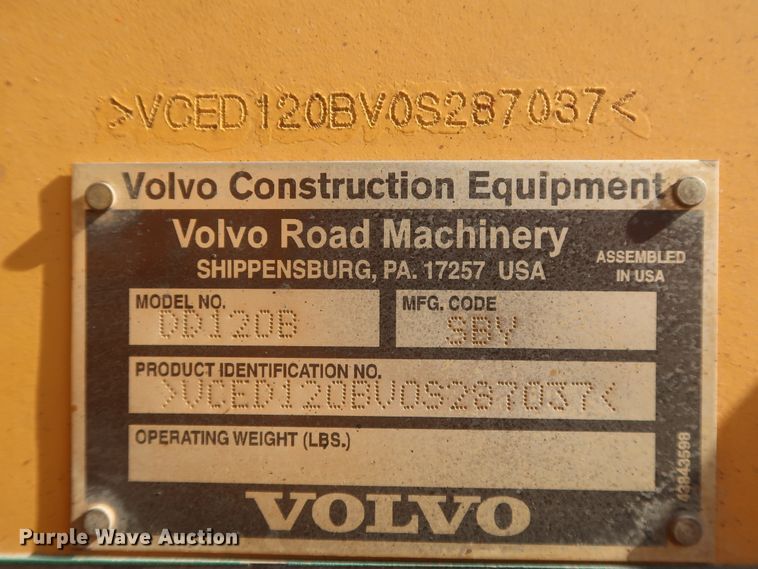 >VCED120BV0S287037<
Volvo Construction Equipment
Volvo Road Machinery
SHIPPENSBURG, PA. 17257 USA
ASSEMBLED
IN USA
MODEL NO.
DD120B
MFG. CODE
SBY
PRODUCT IDENTIFICATION NO.
>VCED120BV0S287037<
OPERATING WEIGHT (LBS.)
43843598
VOLVO
Purple Wave Auction